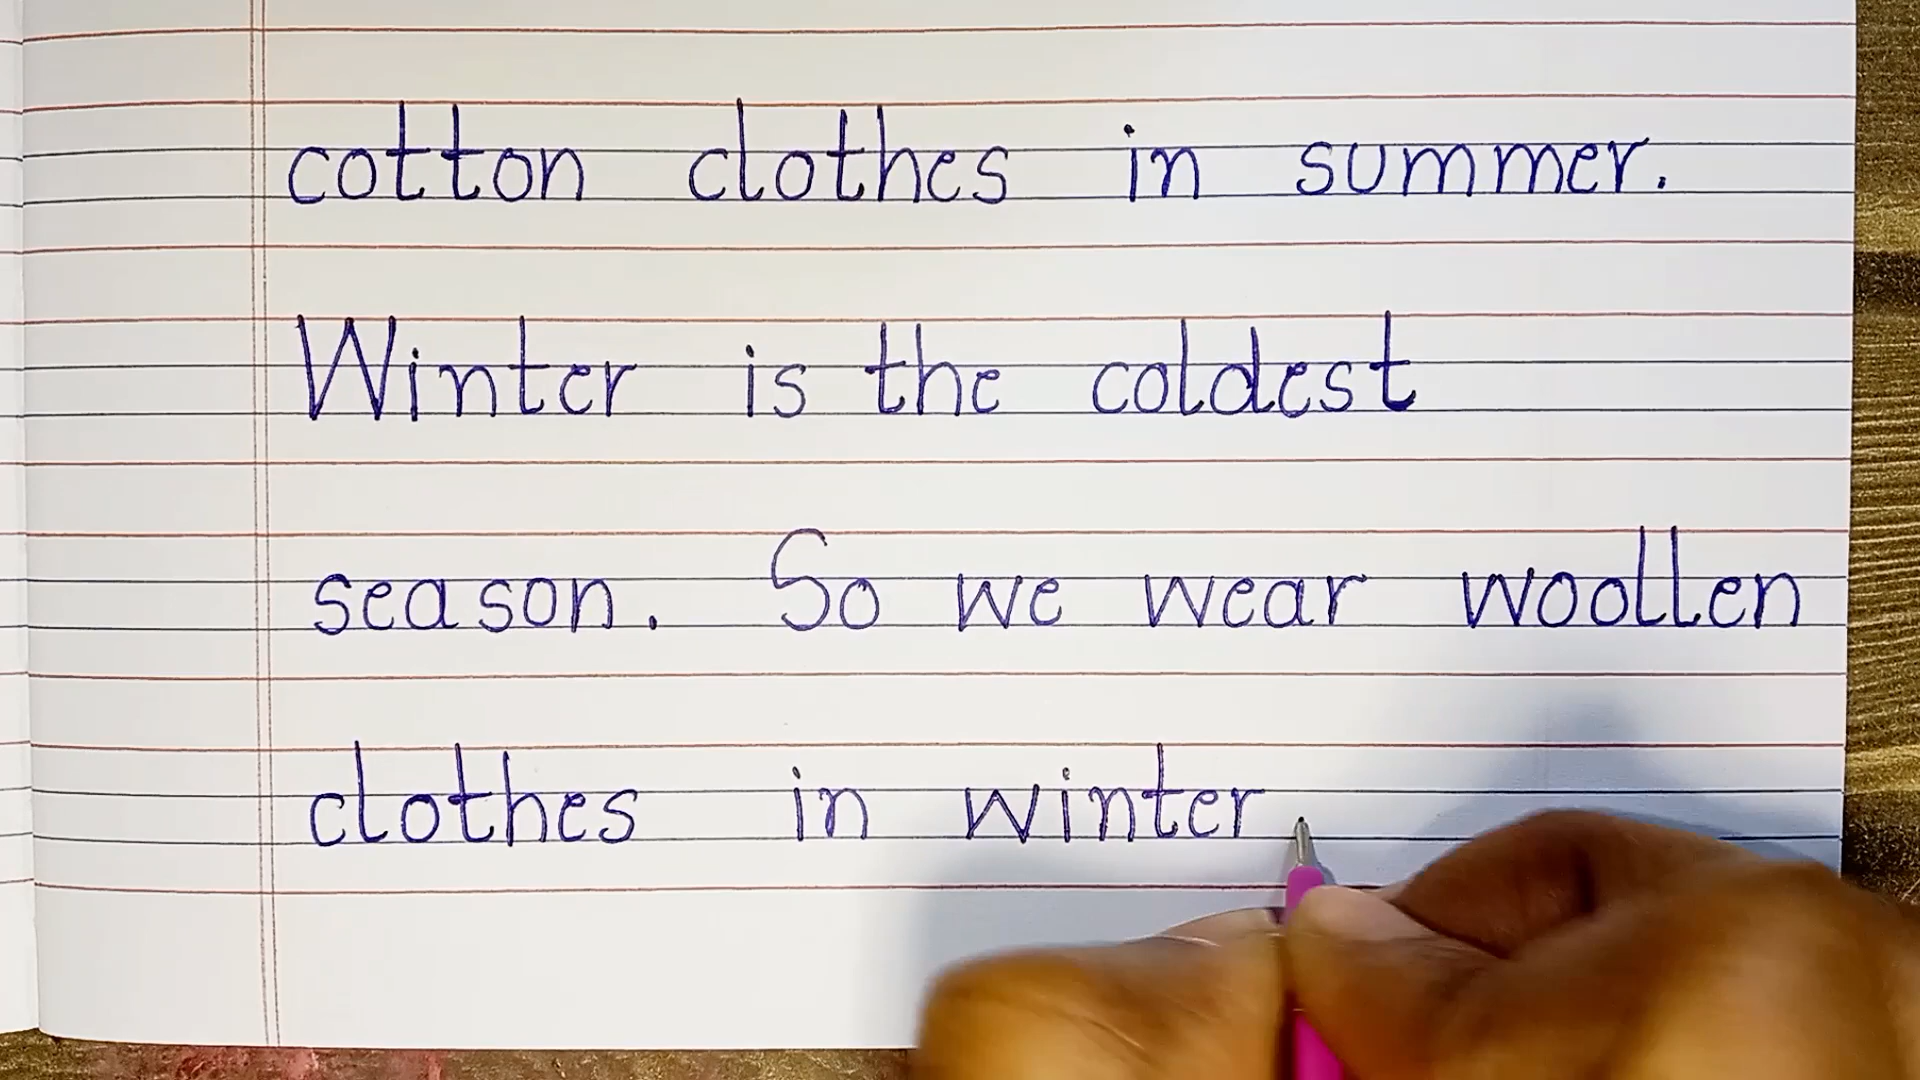 cotton clothes in summer.
Winter is the coldest
season. So we wear woollen
clothes in winter